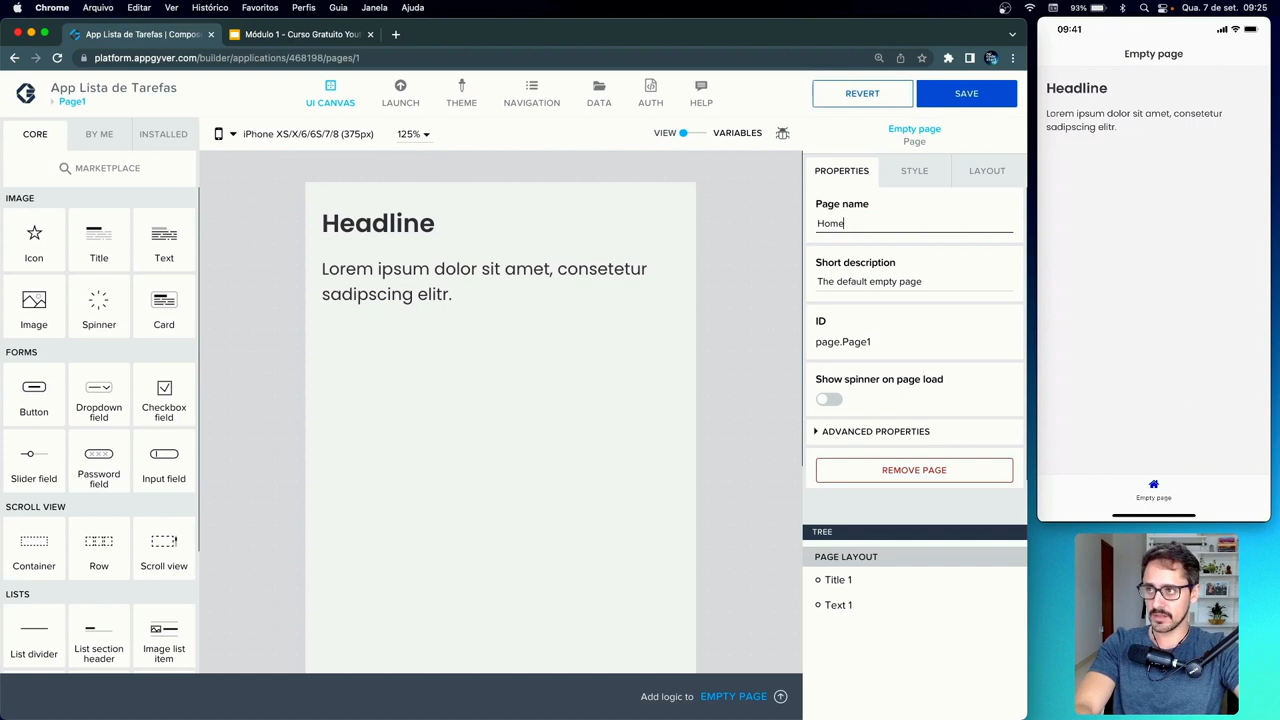 Chrome Arquivo Editar Ver Histórico Favoritos Perfis Guia Janela Ajuda
93% Qua. 7 de set. 09:25
App Lista de Tarefas | Compos
Módulo 1 - Curso Gratuito Yout
platform.appgyver.com/builder/applications/468198/pages/1
App Lista de Tarefas
Page1
UI CANVAS
LAUNCH
THEME
NAVIGATION
DATA
AUTH
HELP
REVERT
SAVE
CORE
BY ME
INSTALLED
MARKETPLACE
iPhone XS/X/6/6S/7/8 (375px)
125%
VIEW
VARIABLES
IMAGE
Icon
Title
Text
Image
Spinner
Card
FORMS
Button
Dropdown
field
Checkbox
field
Slider field
Password
field
Input field
SCROLL VIEW
Container
Row
Scroll view
LISTS
List divider
List section
header
Image list
item
Headline
Lorem ipsum dolor sit amet, consetetur
sadipscing elitr.
Add logic to EMPTY PAGE
Empty page
Page
PROPERTIES
STYLE
LAYOUT
Page name
Home
Short description
The default empty page
ID
page.Page1
Show spinner on page load
ADVANCED PROPERTIES
REMOVE PAGE
TREE
PAGE LAYOUT
Title 1
Text 1
09:41
Empty page
Headline
Lorem ipsum dolor sit amet, consetetur
sadipscing elitr.
Empty page